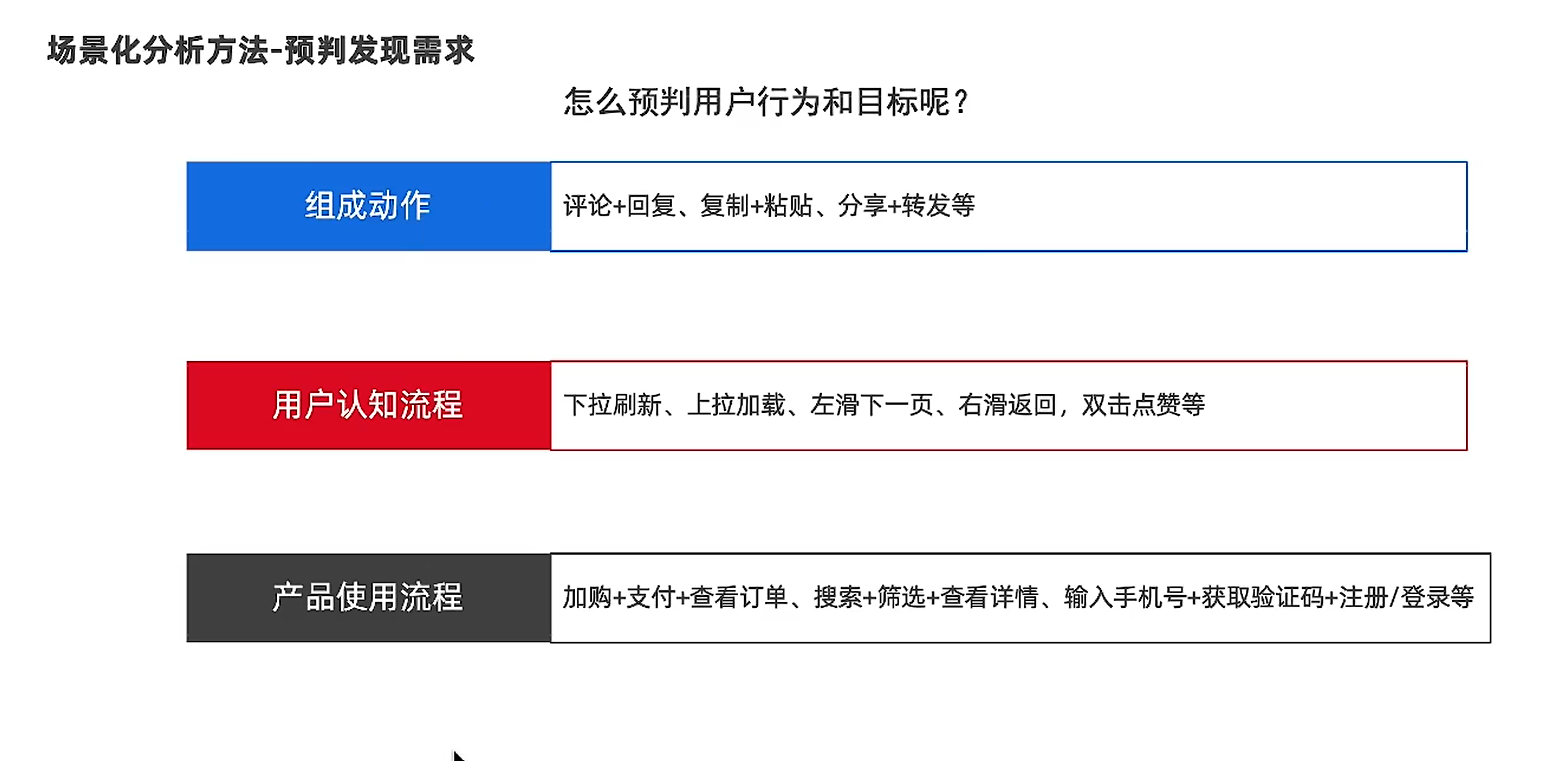 场景化分析方法-预判发现需求
怎么预判用户行为和目标呢？
组成动作
评论+回复、复制+粘贴、分享+转发等
用户认知流程
下拉刷新、上拉加载、左滑下一页、右滑返回，双击点赞等
产品使用流程
加购+支付+查看订单、搜索+筛选+查看详情、输入手机号+获取验证码+注册/登录等